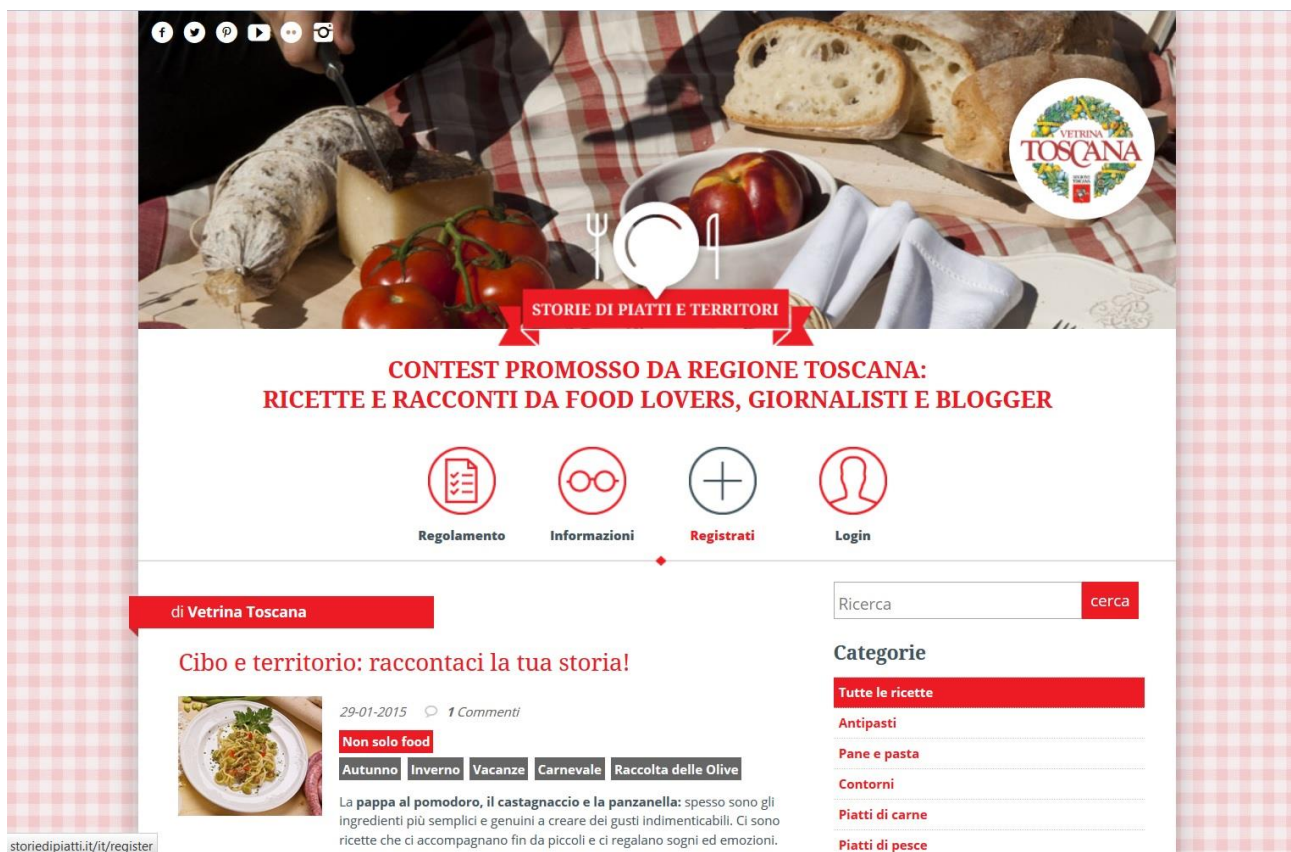 VETRINA
TOSCANA
REGIONE
TOSCANA
STORIE DI PIATTI E TERRITORI
CONTEST PROMOSSO DA REGIONE TOSCANA:
RICETTE E RACCONTI DA FOOD LOVERS, GIORNALISTI E BLOGGER
Regolamento
Informazioni
Registrati
Login
di Vetrina Toscana
Cibo e territorio: raccontaci la tua storia!
29-01-2015 1 Commenti
Non solo food
Autunno Inverno Vacanze Carnevale Raccolta delle Olive
La pappa al pomodoro, il castagnaccio e la panzanella: spesso sono gli
ingredienti più semplici e genuini a creare dei gusti indimenticabili. Ci sono
ricette che ci accompagnano fin da piccoli e ci regalano sogni ed emozioni.
Ricerca
cerca
Categorie
Tutte le ricette
Antipasti
Pane e pasta
Contorni
Piatti di carne
Piatti di pesce
storiedipiatti.it/it/register